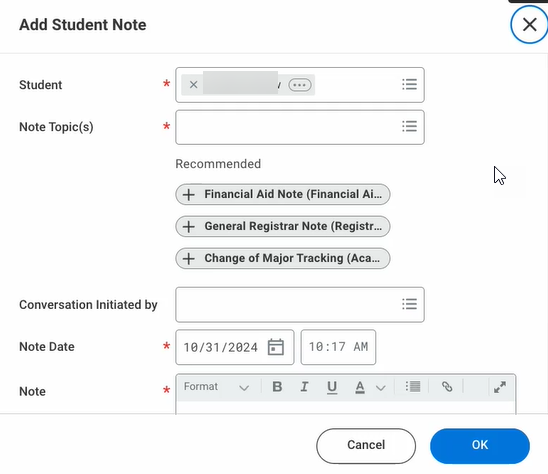 Add Student Note
Student *
Note Topic(s) *
Recommended
Financial Aid Note (Financial Ai...
General Registrar Note (Registr...
Change of Major Tracking (Aca...
Conversation Initiated by
Note Date * 10/31/2024 10:17 AM
Note * Format B I U A
Cancel OK